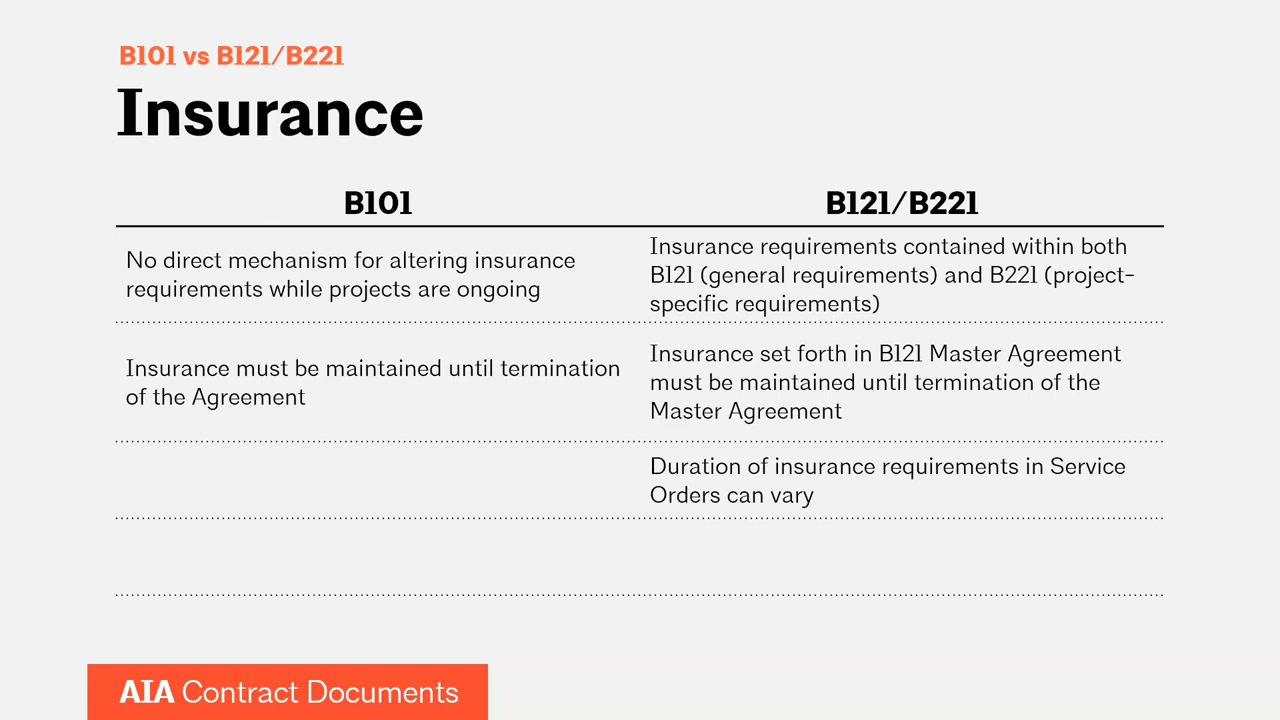 B101 vs B121/B221
Insurance
B101
B121/B221
No direct mechanism for altering insurance
requirements while projects are ongoing
Insurance requirements contained within both
B121 (general requirements) and B221 (project-
specific requirements)
Insurance must be maintained until termination
of the Agreement
Insurance set forth in B121 Master Agreement
must be maintained until termination of the
Master Agreement
Duration of insurance requirements in Service
Orders can vary
AIA Contract Documents